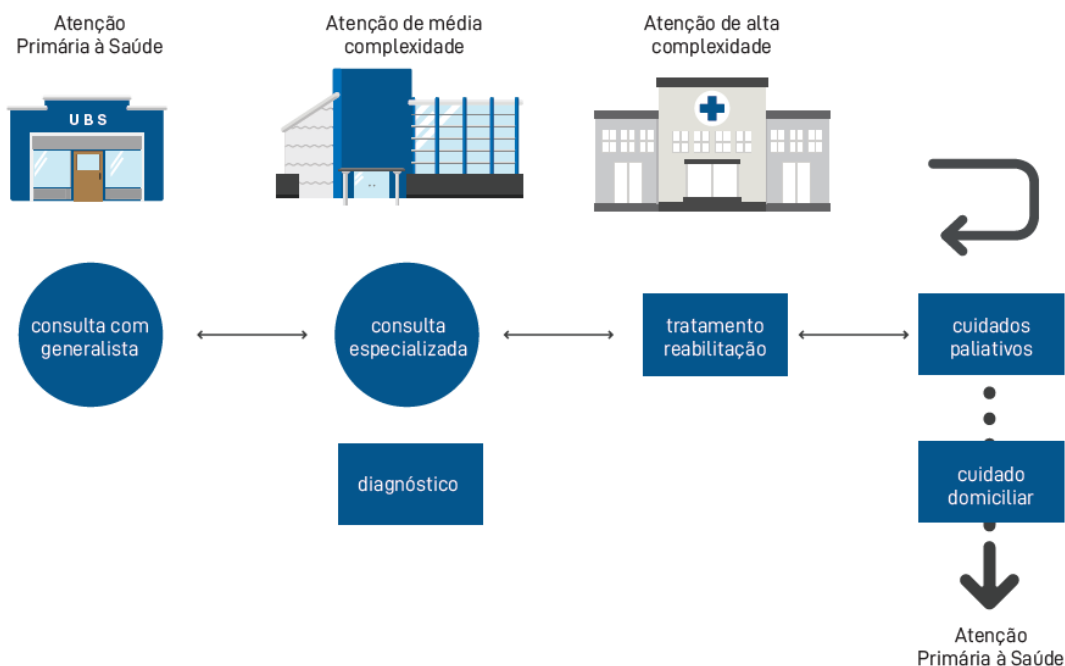 Atenção
Primária à Saúde
Atenção de média
complexidade
Atenção de alta
complexidade
UBS
consulta com
generalista
consulta
especializada
tratamento
reabilitação
cuidados
paliativos
diagnóstico
cuidado
domiciliar
Atenção
Primária à Saúde